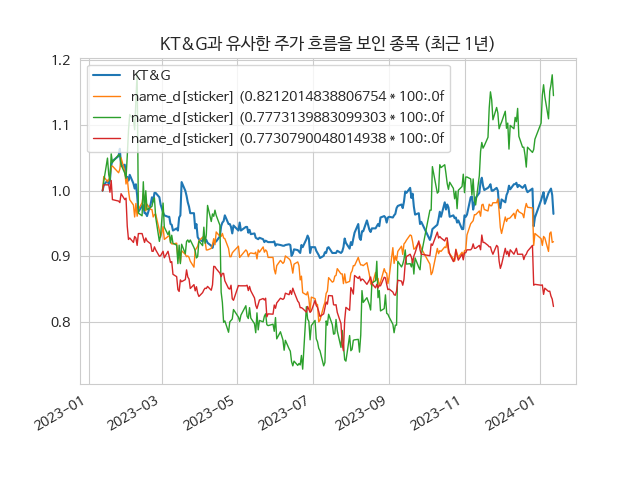 KT&G과 유사한 주가 흐름을 보인 종목 (최근 1년)
1.2
1.1
1.0
0.9
0.8
KT&G
name_d[sticker] (0.8212014838806754 * 100:.0f
name_d[sticker] (0.7773139883099303 * 100:.0f
name_d[sticker] (0.7730790048014938 * 100:.0f
2023-01
2023-03
2023-05
2023-07
2023-09
2023-11
2024-01